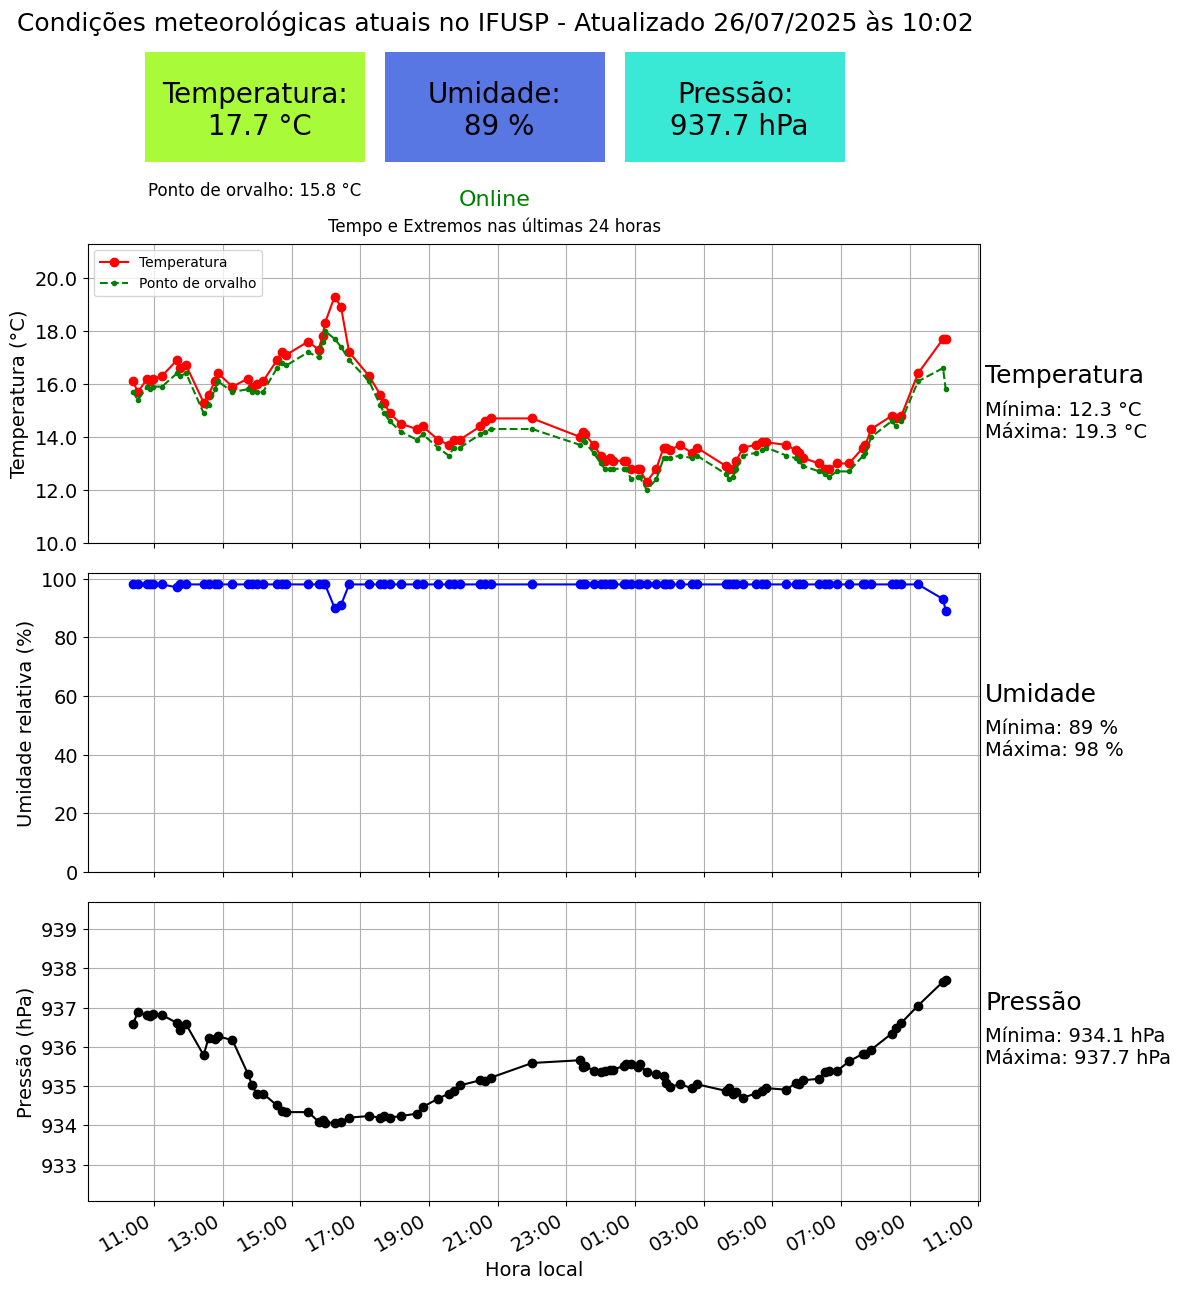 Condições meteorológicas atuais no IFUSP - Atualizado 26/07/2025 às 10:02
Temperatura:
17.7 °C
Umidade:
89 %
Pressão:
937.7 hPa
Ponto de orvalho: 15.8 °C
Online
Tempo e Extremos nas últimas 24 horas
Temperatura
Ponto de orvalho
Temperatura (°C)
20.0
18.0
16.0
14.0
12.0
10.0
Temperatura
Mínima: 12.3 °C
Máxima: 19.3 °C
Umidade relativa (%)
100
80
60
40
20
0
Umidade
Mínima: 89 %
Máxima: 98 %
Pressão (hPa)
939
938
937
936
935
934
933
Pressão
Mínima: 934.1 hPa
Máxima: 937.7 hPa
11:00
13:00
15:00
17:00
19:00
21:00
23:00
01:00
03:00
05:00
07:00
09:00
11:00
Hora local